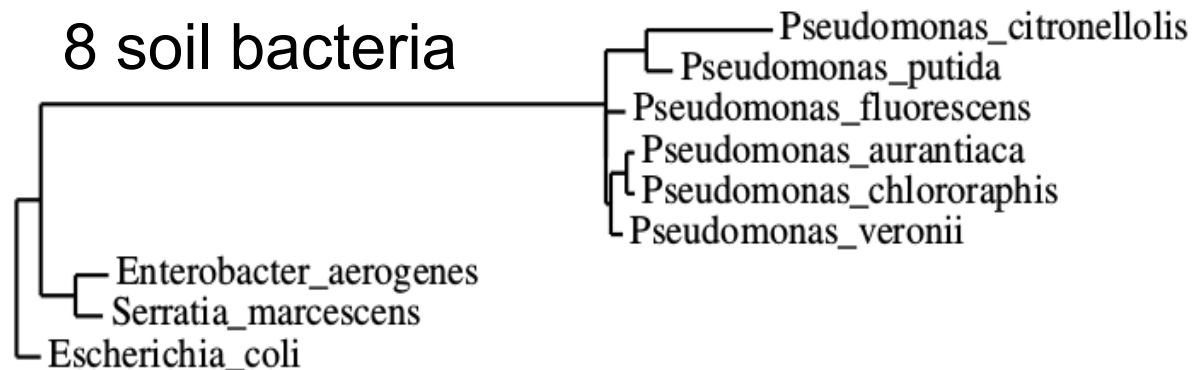 8 soil bacteria
Pseudomonas_citronellolis
Pseudomonas_putida
Pseudomonas_fluorescens
Pseudomonas_aurantiaca
Pseudomonas_chlororaphis
Pseudomonas_veronii
Enterobacter_aerogenes
Serratia_marcescens
Escherichia_coli